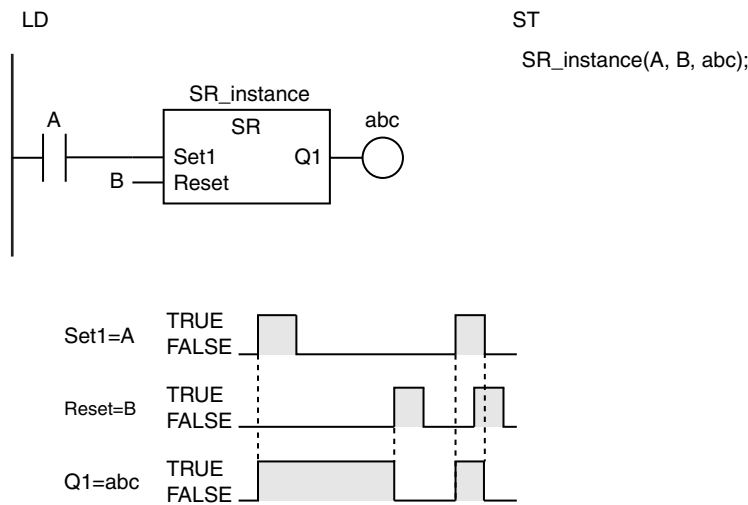 LD
ST
SR_instance(A, B, abc);
SR_instance
A
SR
abc
Set1
Q1
B
Reset
Set1=A
TRUE
FALSE
Reset=B
TRUE
FALSE
Q1=abc
TRUE
FALSE